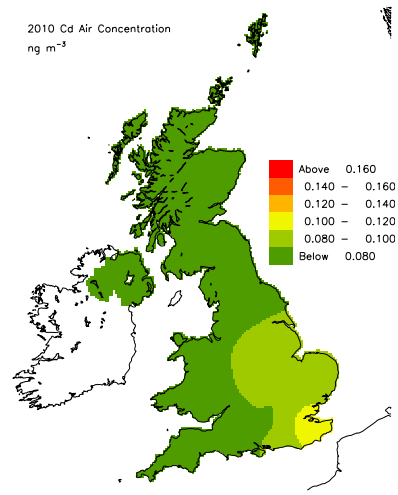 2010 Cd Air Concentration
ng m⁻³
Above 0.160
0.140 – 0.160
0.120 – 0.140
0.100 – 0.120
0.080 – 0.100
Below 0.080